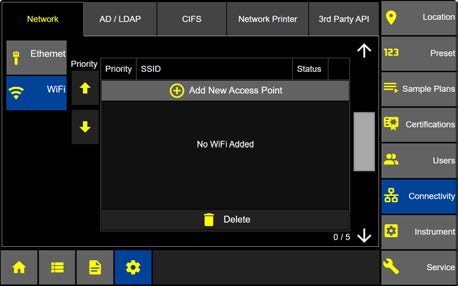 Network
AD / LDAP
CIFS
Network Printer
3rd Party API
Location
Ethernet
WiFi
Priority
Priority
SSID
Status
Add New Access Point
No WiFi Added
Delete
0 / 5
123
Preset
Sample Plans
Certifications
Users
Connectivity
Instrument
Service